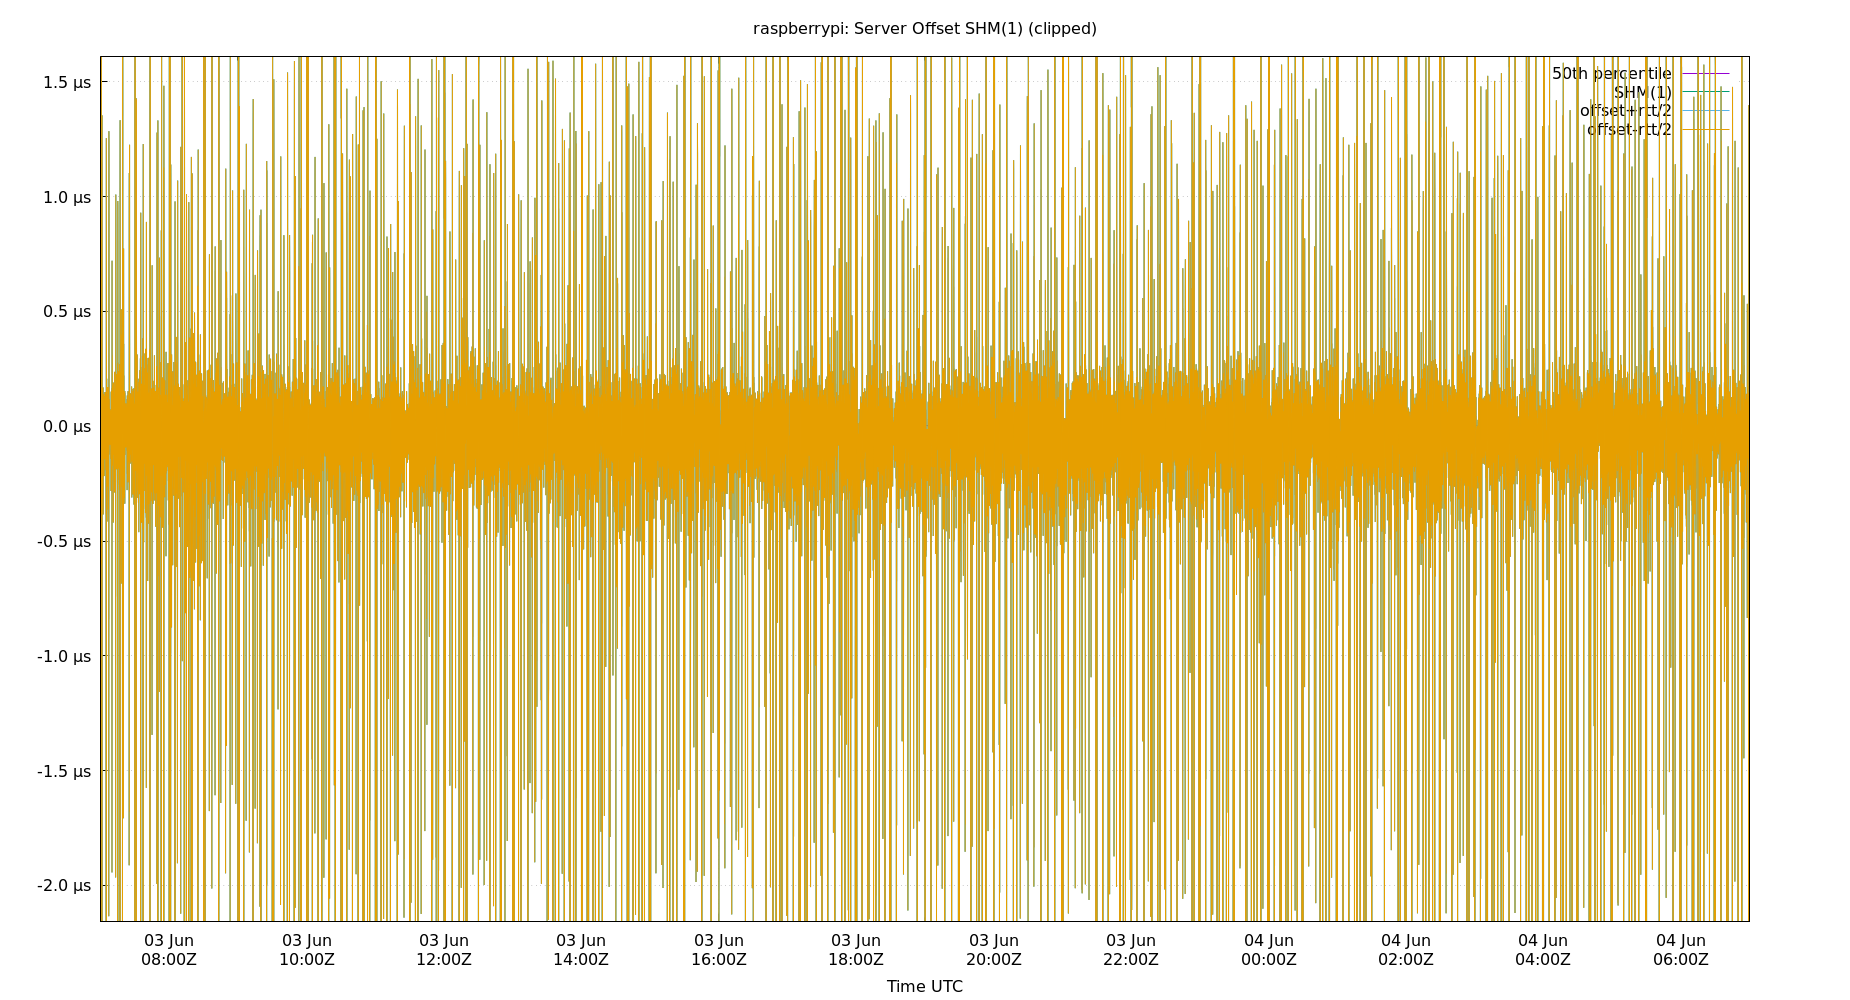 raspberrypi: Server Offset SHM(1) (clipped)
50th percentile
SHM(1)
offset+rtt/2
offset-rtt/2
1.5 µs
1.0 µs
0.5 µs
0.0 µs
-0.5 µs
-1.0 µs
-1.5 µs
-2.0 µs
03 Jun 03 Jun 03 Jun 03 Jun 03 Jun 03 Jun 03 Jun 03 Jun 04 Jun 04 Jun 04 Jun 04 Jun
08:00Z 10:00Z 12:00Z 14:00Z 16:00Z 18:00Z 20:00Z 22:00Z 00:00Z 02:00Z 04:00Z 06:00Z
Time UTC